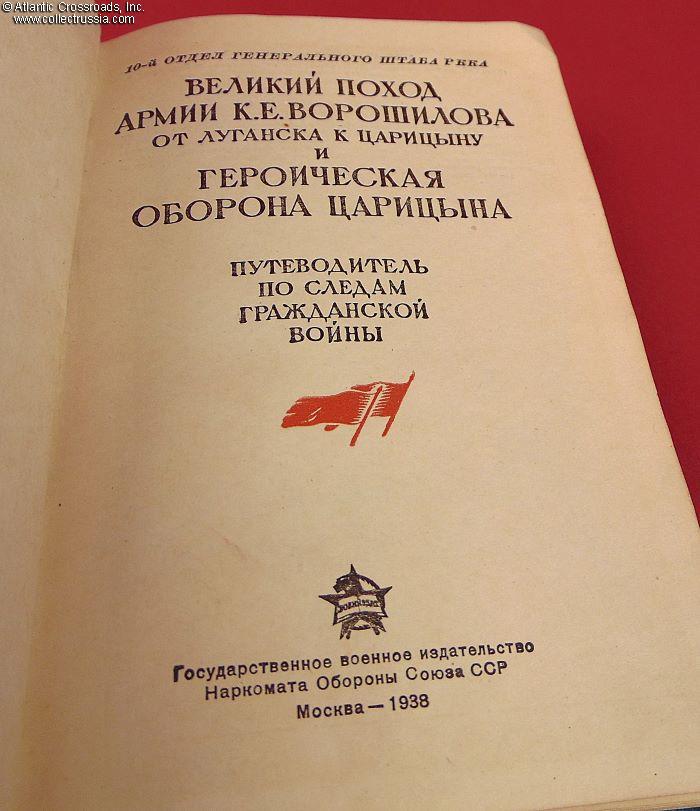 © Atlantic Crossroads, Inc.
www.collectrussia.com
10-й ОТДЕЛ ГЕНЕРАЛЬНОГО ШТАБА РККА
ВЕЛИКИЙ ПОХОД
АРМИИ К.Е.ВОРОШИЛОВА
ОТ ЛУГАНСКА К ЦАРИЦЫНУ
И
ГЕРОИЧЕСКАЯ
ОБОРОНА ЦАРИЦЫНА
ПУТЕВОДИТЕЛЬ
ПО СЛЕДАМ
ГРАЖДАНСКОЙ
ВОЙНЫ
Государственное военное издательство
Наркомата Обороны Союза ССР
Москва — 1938